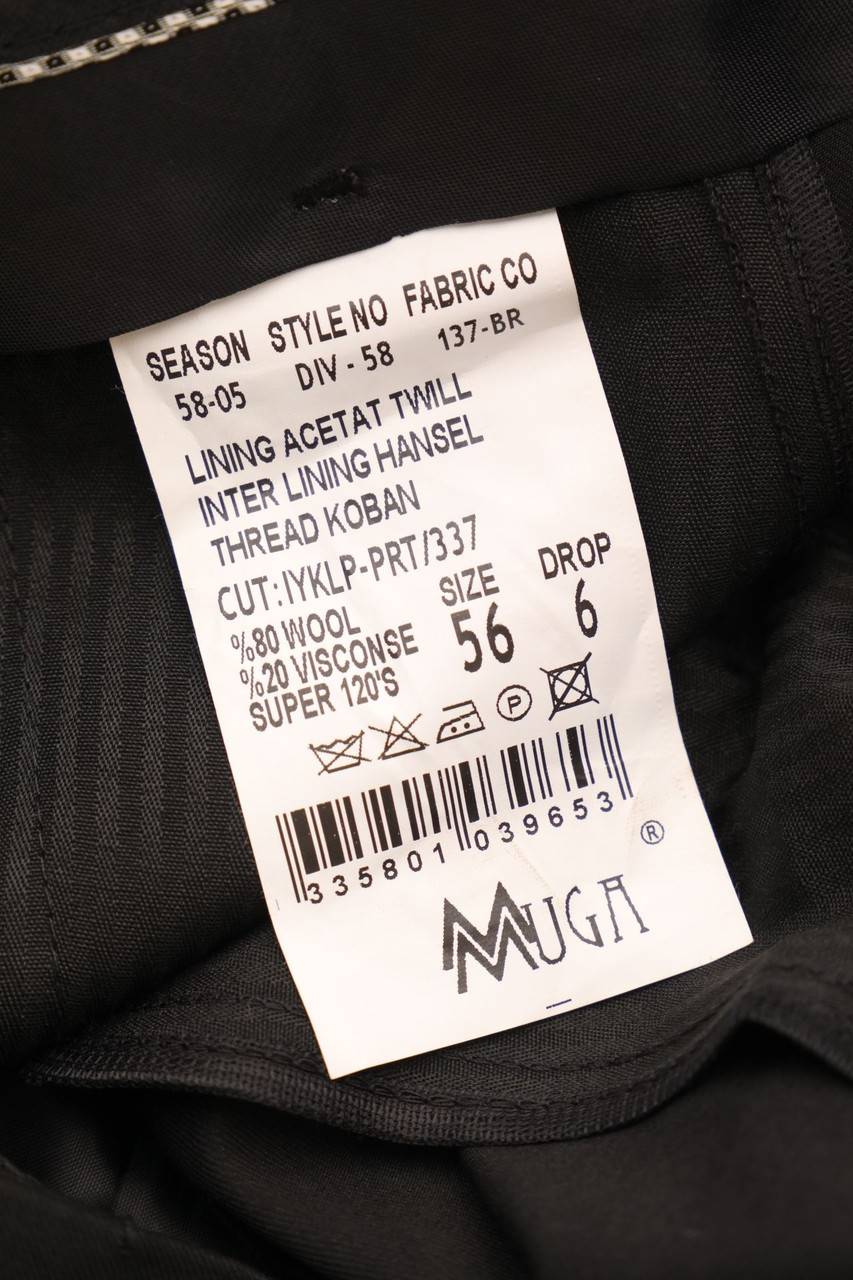 SEASON STYLE NO FABRIC CO
58-05 DIV - 58 137-BR
LINING ACETAT TWILL
INTER LINING HANSEL
THREAD KOBAN
CUT:IYKLP-PRT/337
%80 WOOL
%20 VISCONSE
SUPER 120'S
SIZE DROP
56 6
P
335801 039653
®
MUGA